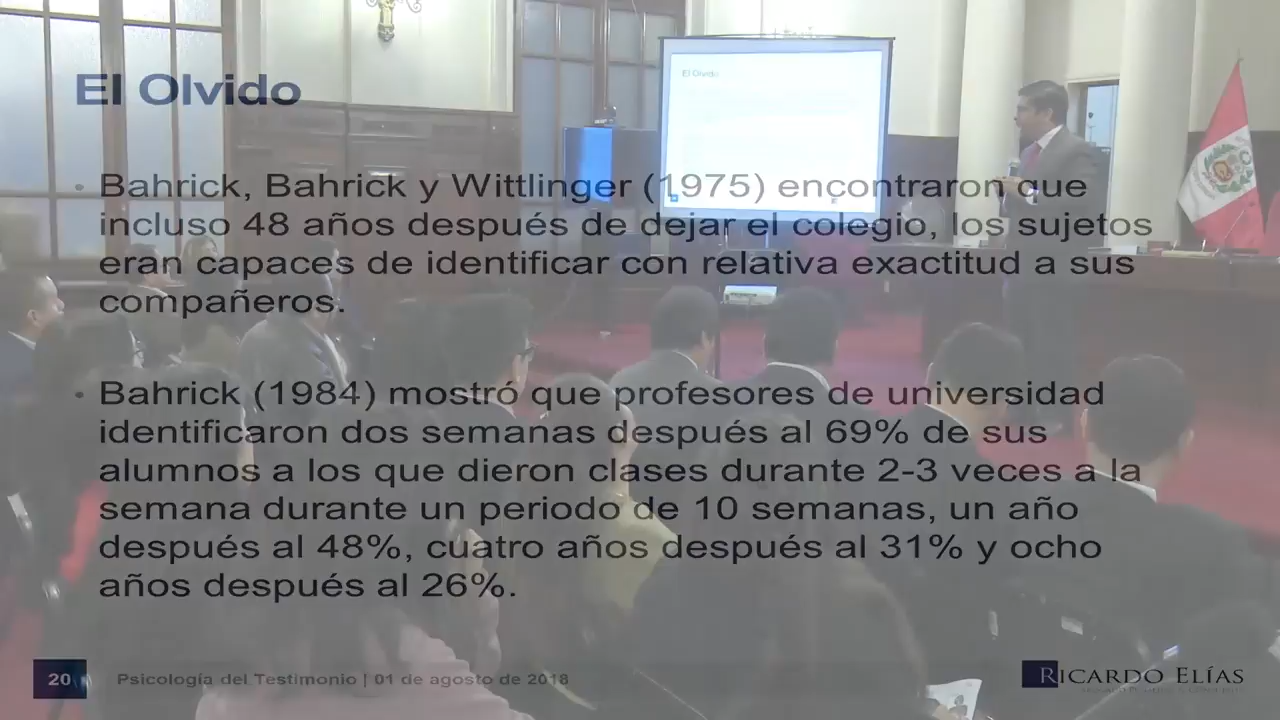 El Olvido
El Olvido
• Bahrick, Bahrick y Wittlinger (1975) encontraron que
incluso 48 años después de dejar el colegio, los sujetos
eran capaces de identificar con relativa exactitud a sus
compañeros.
• Bahrick (1984) mostró que profesores de universidad
identificaron dos semanas después al 69% de sus
alumnos a los que dieron clases durante 2-3 veces a la
semana durante un periodo de 10 semanas, un año
después al 48%, cuatro años después al 31% y ocho
años después al 26%.
20
Psicología del Testimonio | 01 de agosto de 2018
RICARDO ELÍAS